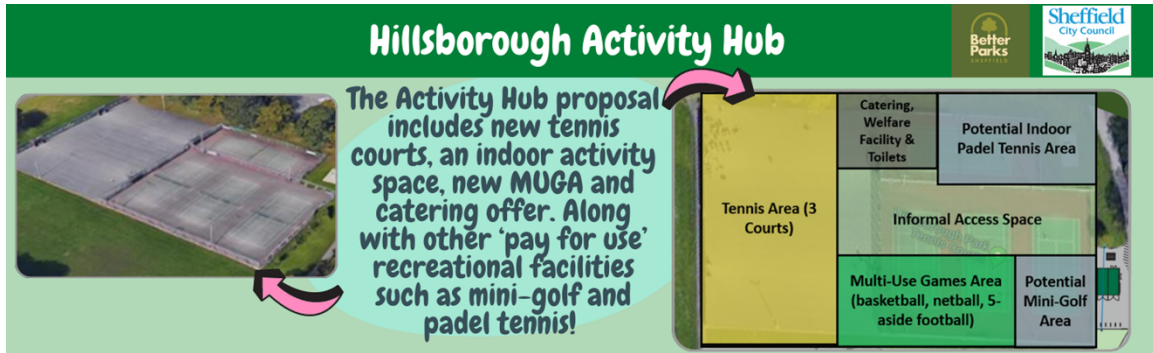 Hillsborough Activity Hub
Better
Parks
SHEFFIELD
Sheffield
City Council
The Activity Hub proposal
includes new tennis
courts, an indoor activity
space, new MUGA and
catering offer. Along
with other ‘pay for use’
recreational facilities
such as mini-golf and
padel tennis!
Tennis Area (3
Courts)
Catering,
Welfare
Facility &
Toilets
Potential Indoor
Padel Tennis Area
Informal Access Space
Multi-Use Games Area
(basketball, netball, 5-
aside football)
Potential
Mini-Golf
Area